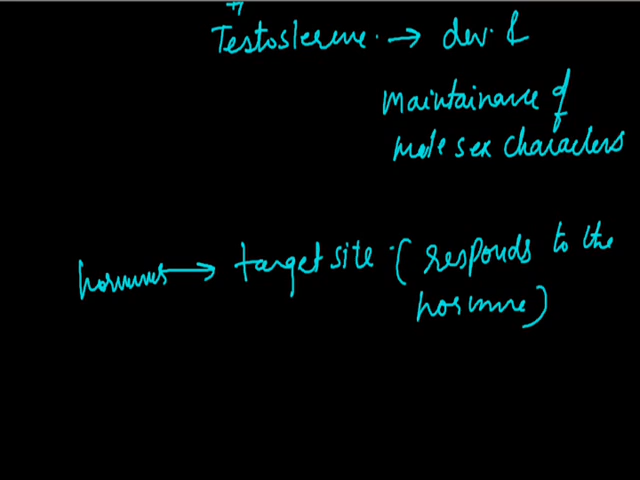 Testosterone. → dev. &
Maintainance of
male sex characters
hormones → target site. (responds to the
hormone)